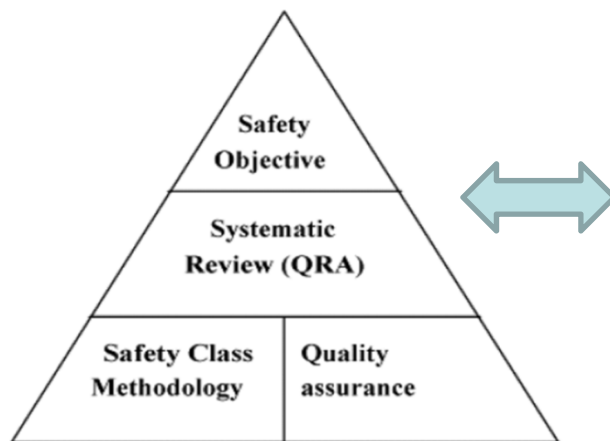 Safety
Objective
Systematic
Review (QRA)
Safety Class
Methodology
Quality
assurance